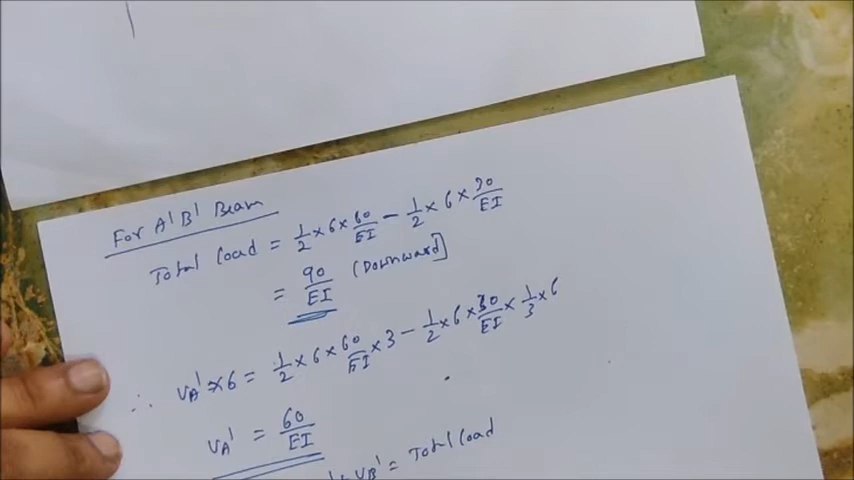 For A'B' Beam
Total load = 1/2 × 6 × 60/EI − 1/2 × 6 × 30/EI
= 90/EI (Downward]
∴ VA' × 6 = 1/2 × 6 × 60/EI × 3 − 1/2 × 6 × 30/EI × 1/3 × 6
VA' = 60/EI
VB' = Total load